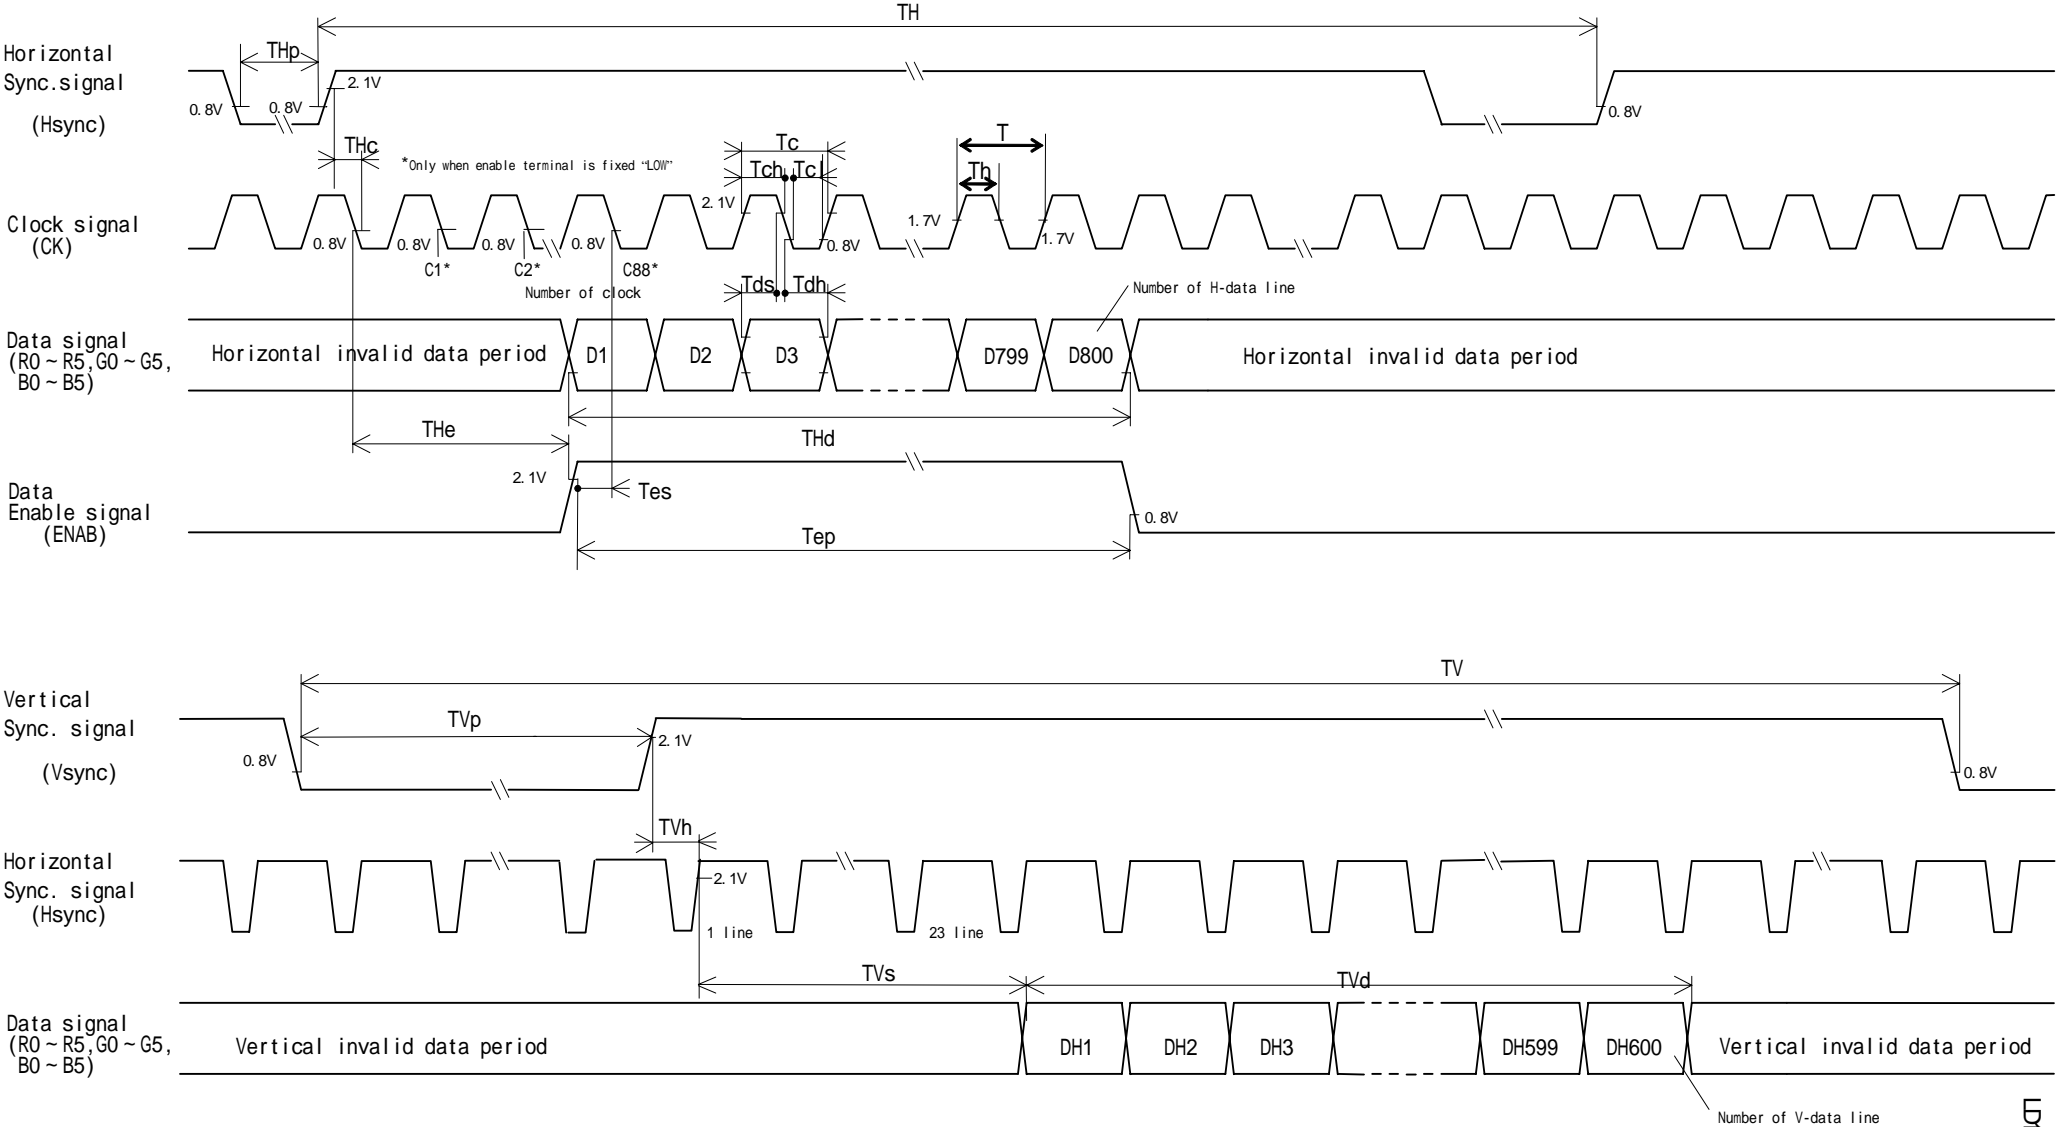 TH
Horizontal
Sync.signal
(Hsync)
THp
0.8V
0.8V
2.1V
0.8V
THc
*Only when enable terminal is fixed “LOW”
Tc
Tch
Tcl
T
Th
Clock signal
(CK)
0.8V
0.8V
0.8V
0.8V
2.1V
0.8V
1.7V
1.7V
C1*
C2*
C88*
Number of clock
Tds
Tdh
Number of H-data line
Data signal
(R0~R5,G0~G5,
B0~B5)
Horizontal invalid data period
D1
D2
D3
D799
D800
Horizontal invalid data period
THe
THd
Data
Enable signal
(ENAB)
2.1V
Tes
0.8V
Tep
TV
Vertical
Sync. signal
(Vsync)
TVp
0.8V
2.1V
0.8V
TVh
Horizontal
Sync. signal
(Hsync)
2.1V
1 line
23 line
TVs
TVd
Data signal
(R0~R5,G0~G5,
B0~B5)
Vertical invalid data period
DH1
DH2
DH3
DH599
DH600
Vertical invalid data period
Number of V-data line